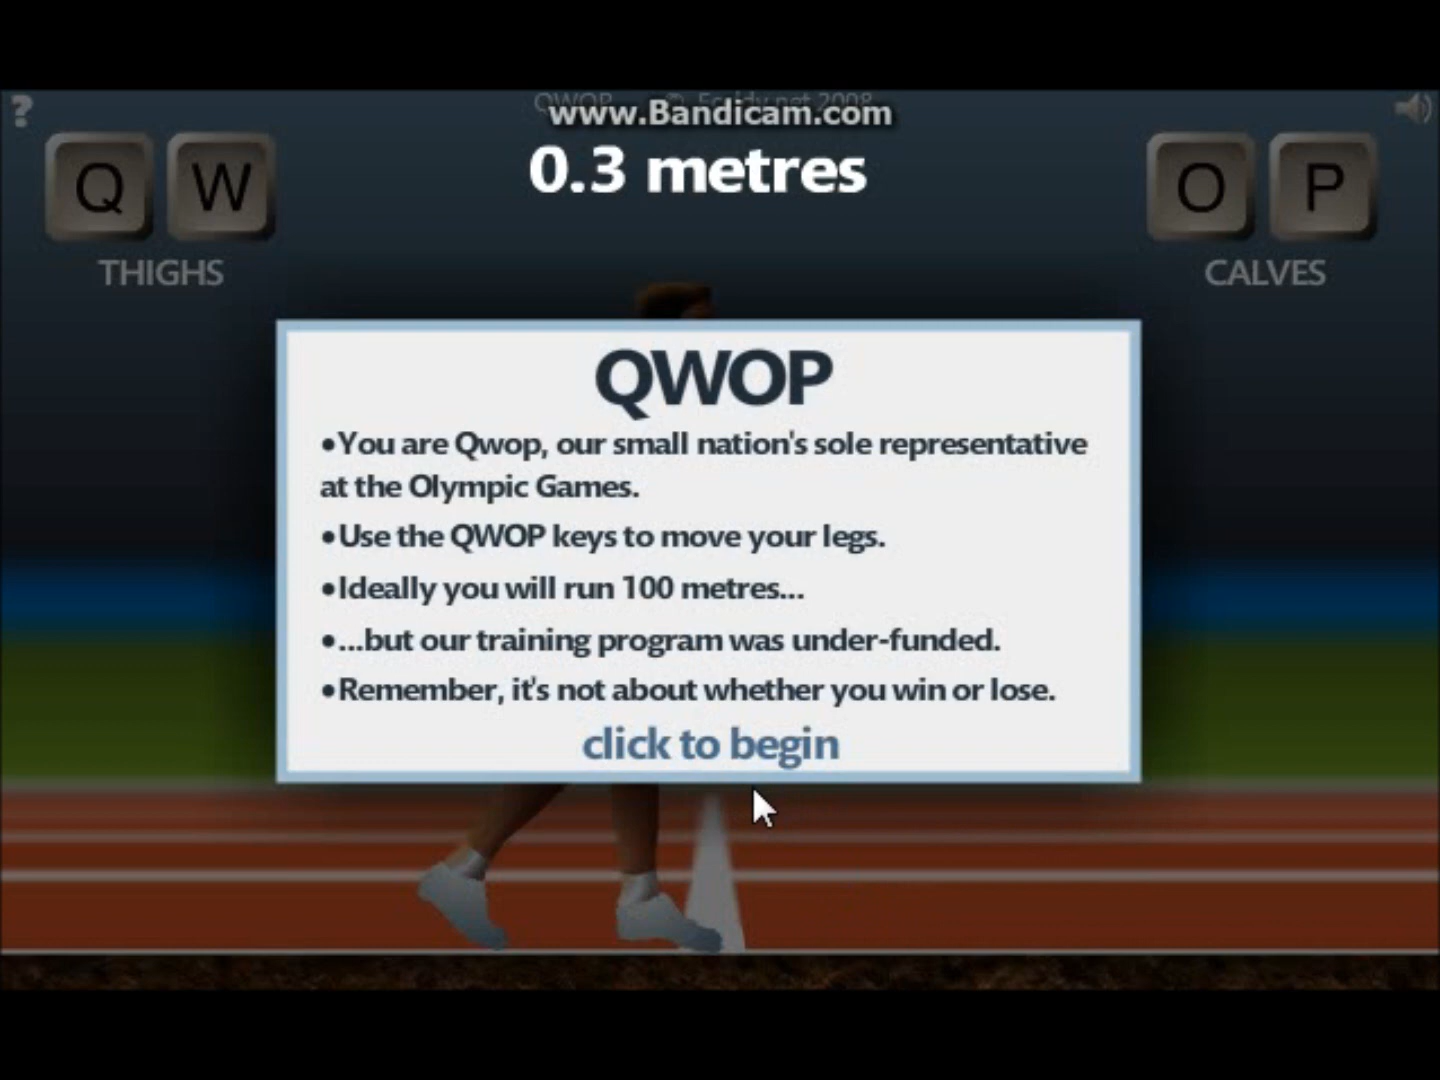 ?
www.Bandicam.com
Q W
0.3 metres
O P
THIGHS
CALVES
QWOP
•You are Qwop, our small nation's sole representative
at the Olympic Games.
•Use the QWOP keys to move your legs.
•Ideally you will run 100 metres...
•...but our training program was under-funded.
•Remember, it's not about whether you win or lose.
click to begin